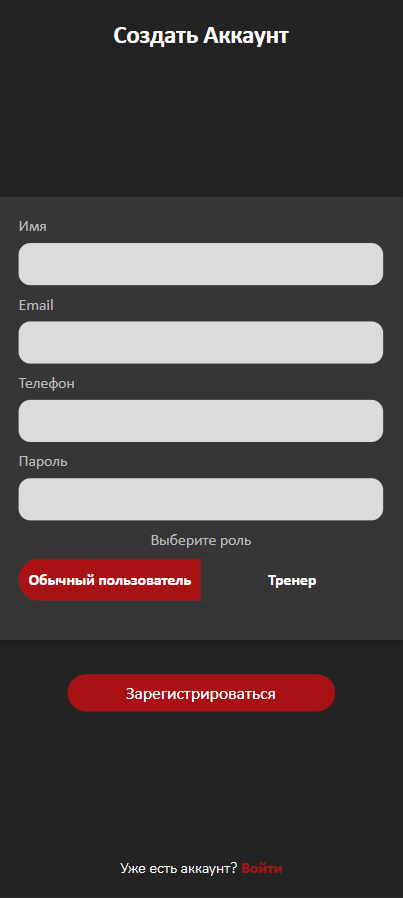 Создать Аккаунт
Имя
Email
Телефон
Пароль
Выберите роль
Обычный пользователь Тренер
Зарегистрироваться
Уже есть аккаунт? Войти